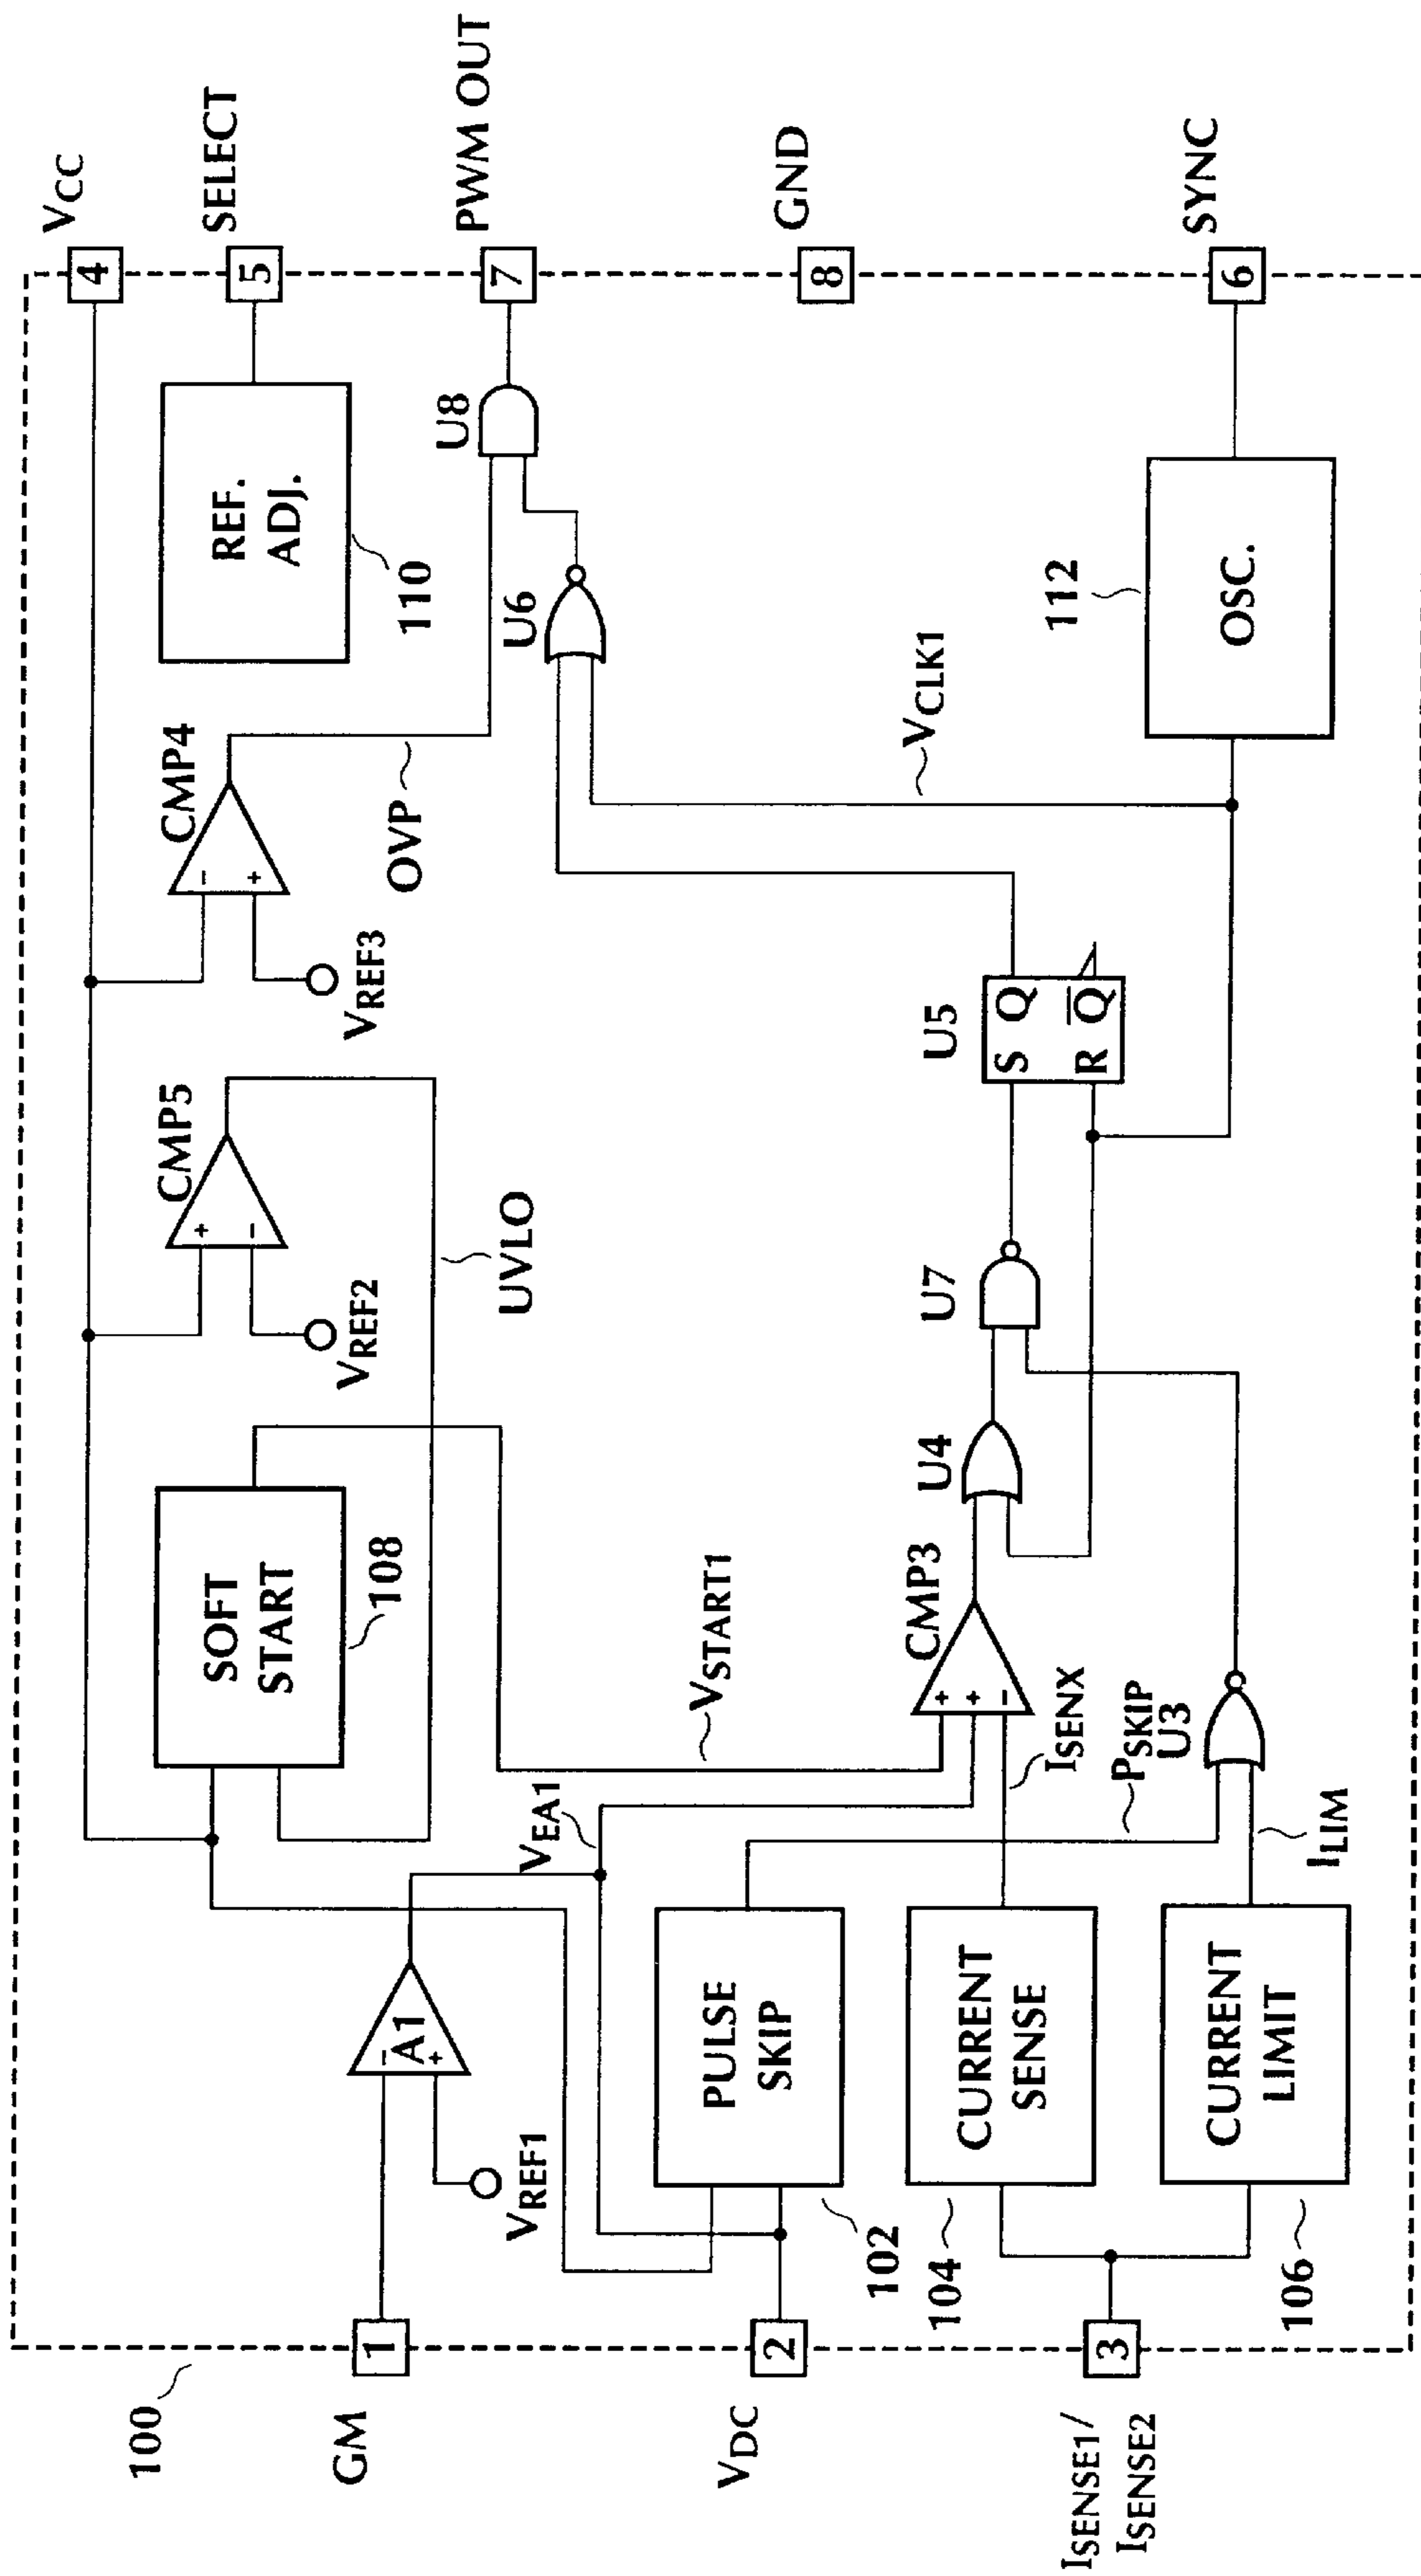 100
GM
1
VREF1
A1
-
+
VEA1
SOFT
START
108
VCC
4
CMP5
+
-
VREF2
UVLO
CMP4
-
+
VREF3
OVP
REF.
ADJ.
110
5
SELECT
U8
7
PWM OUT
U6
VDC
2
PULSE
SKIP
102
VSTART1
VCLK1
GND
8
ISENSE1/
ISENSE2
3
CURRENT
SENSE
104
ISENX
CMP3
+
+
-
U4
U7
U5
S Q
R Q̅
CURRENT
LIMIT
106
PSKIP
U3
ILIM
112
OSC.
6
SYNC